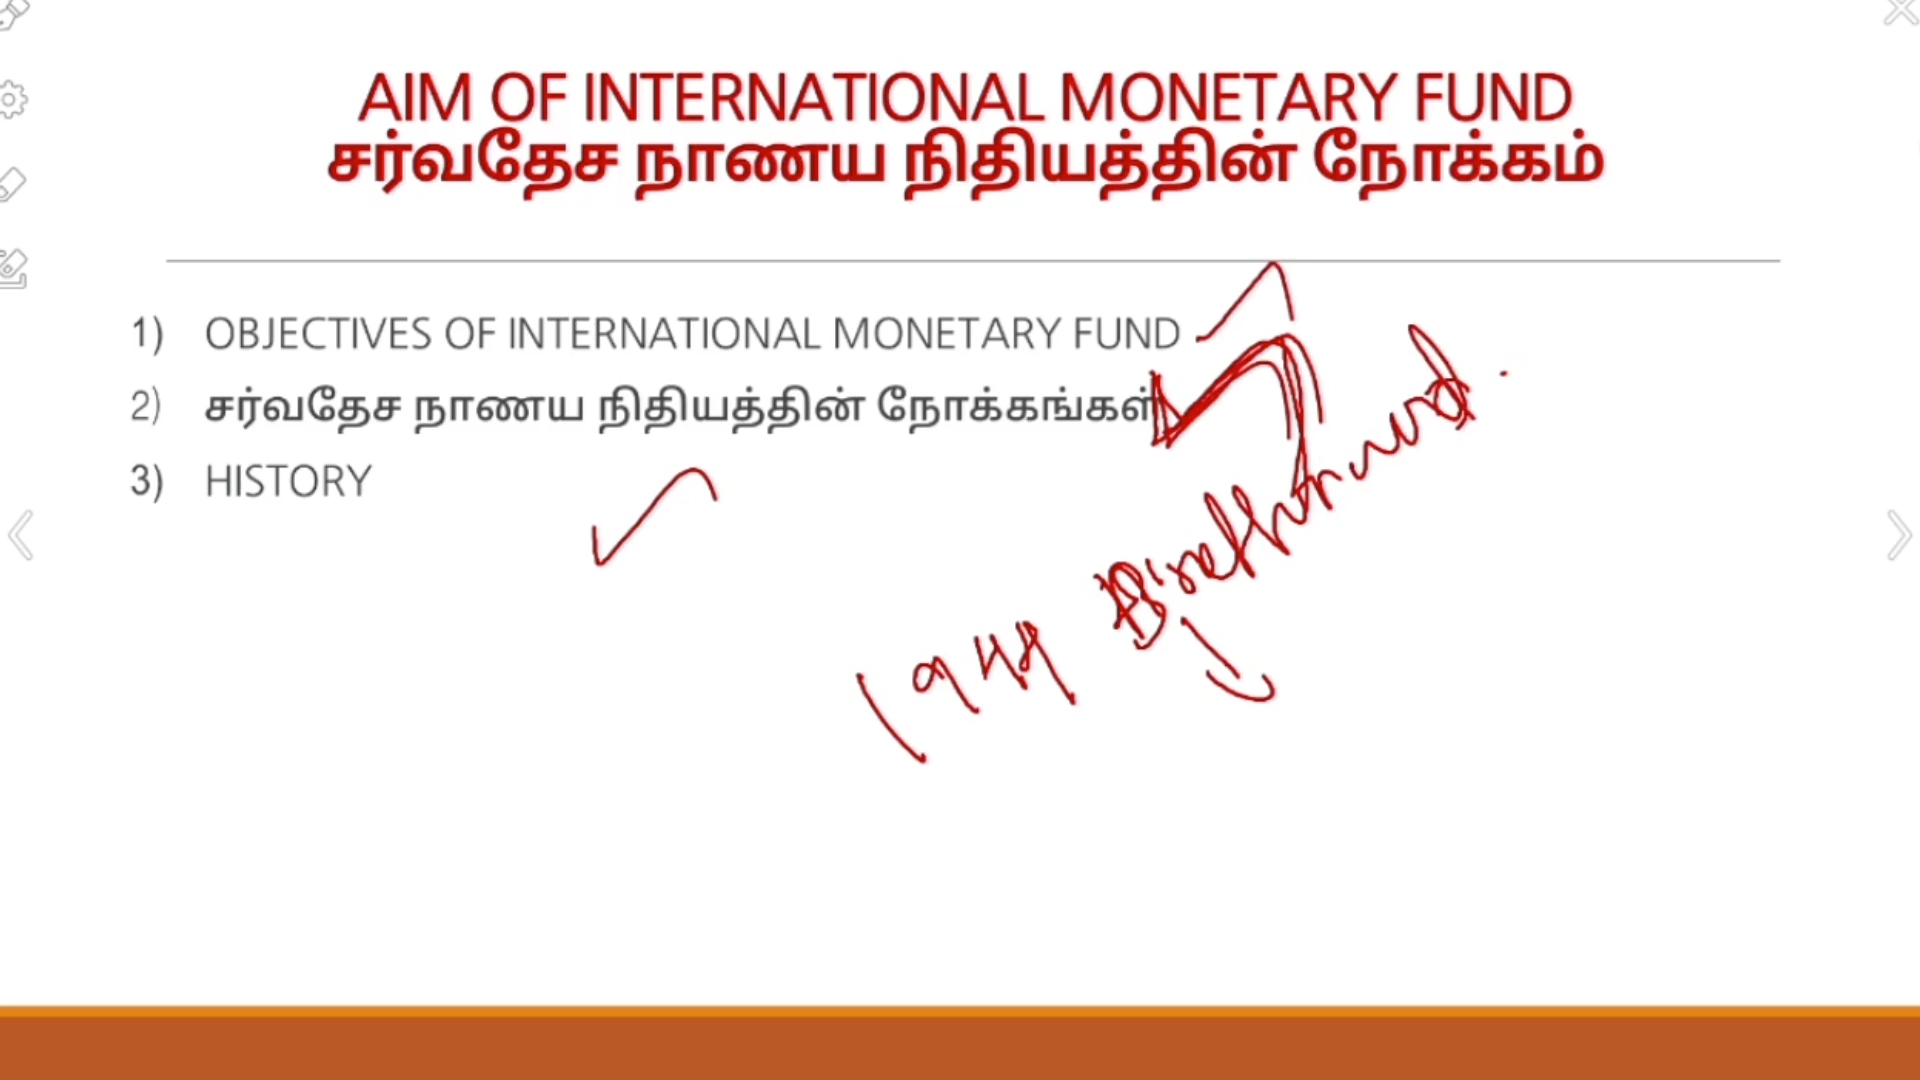 AIM OF INTERNATIONAL MONETARY FUND
சர்வதேச நாணய நிதியத்தின் நோக்கம்
1) OBJECTIVES OF INTERNATIONAL MONETARY FUND
2) சர்வதேச நாணய நிதியத்தின் நோக்கங்கள்
3) HISTORY
1944